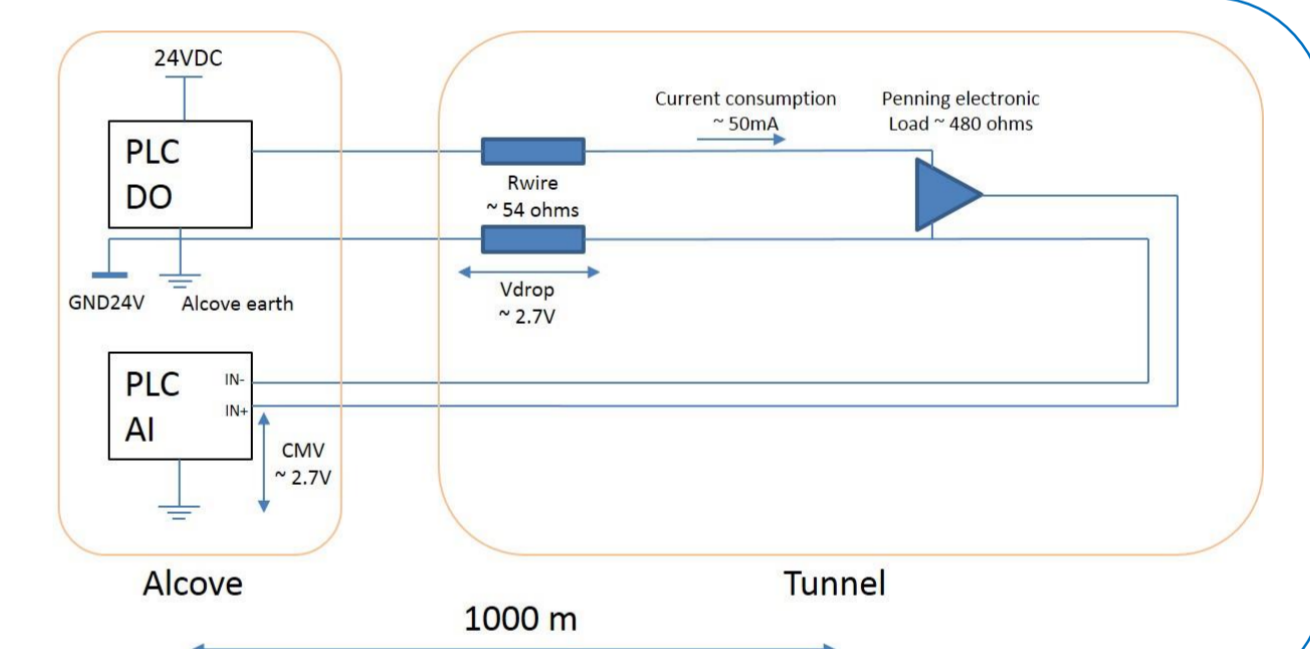 24VDC
PLC
DO
GND24V
Alcove earth
PLC
AI
IN-
IN+
CMV
~ 2.7V
Rwire
~ 54 ohms
Vdrop
~ 2.7V
Current consumption
~ 50mA
Penning electronic
Load ~ 480 ohms
Alcove
Tunnel
1000 m